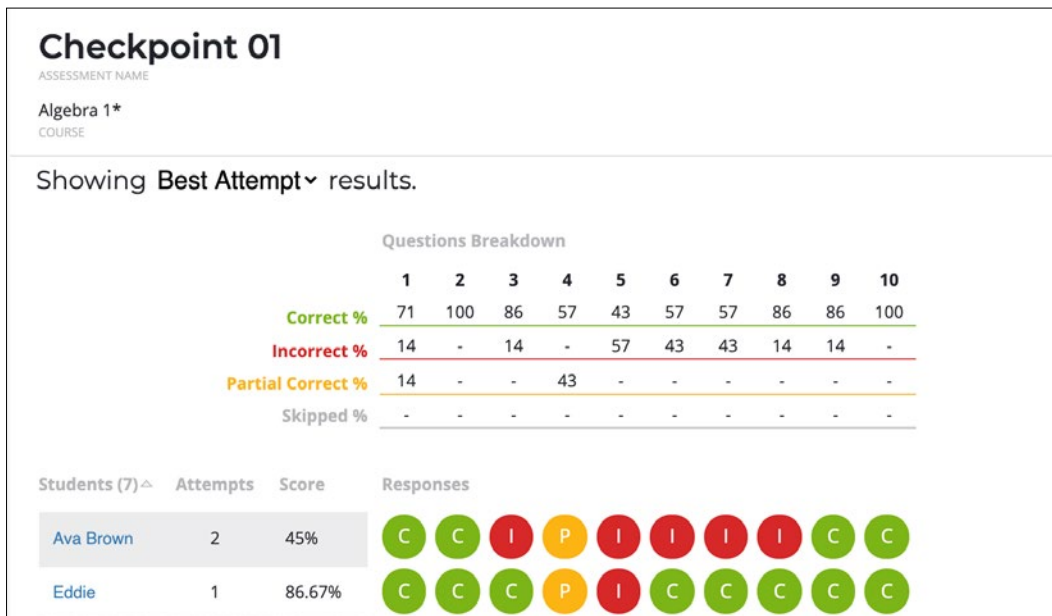 Checkpoint 01
ASSESSMENT NAME
Algebra 1*
COURSE
Showing Best Attempt results.
Questions Breakdown
1 2 3 4 5 6 7 8 9 10
Correct % 71 100 86 57 43 57 57 86 86 100
Incorrect % 14 - 14 - 57 43 43 14 14 -
Partial Correct % 14 - - 43 - - - - - -
Skipped % - - - - - - - - - -
Students (7) Attempts Score Responses
Ava Brown 2 45% C C I P I I I I C C
Eddie 1 86.67% C C C P I C C C C C